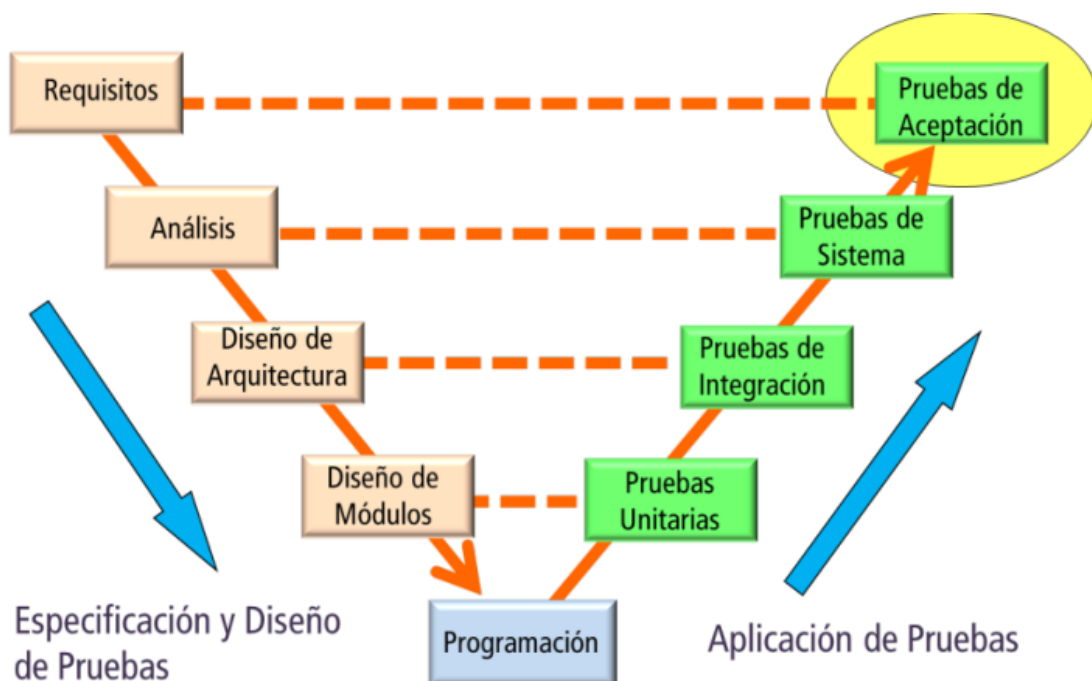 Requisitos
Pruebas de
Aceptación
Análisis
Pruebas de
Sistema
Diseño de
Arquitectura
Pruebas de
Integración
Diseño de
Módulos
Pruebas
Unitarias
Programación
Especificación y Diseño
de Pruebas
Aplicación de Pruebas